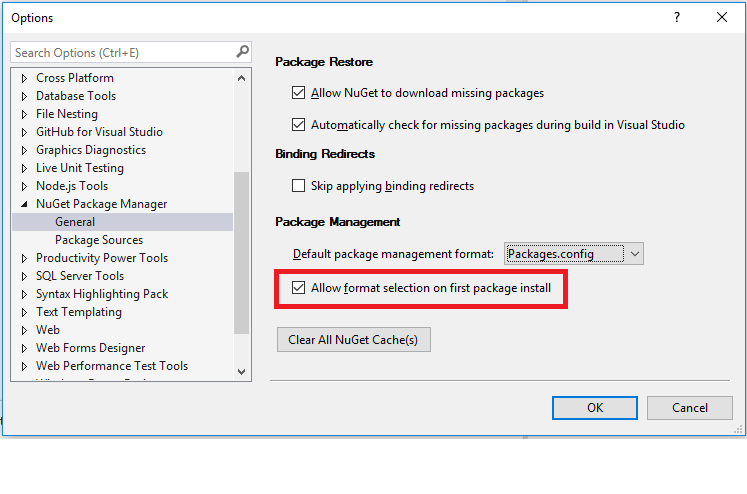 Options
Search Options (Ctrl+E)
Cross Platform
Database Tools
File Nesting
GitHub for Visual Studio
Graphics Diagnostics
Live Unit Testing
Node.js Tools
NuGet Package Manager
General
Package Sources
Productivity Power Tools
SQL Server Tools
Syntax Highlighting Pack
Text Templating
Web
Web Forms Designer
Web Performance Test Tools
Package Restore
Allow NuGet to download missing packages
Automatically check for missing packages during build in Visual Studio
Binding Redirects
Skip applying binding redirects
Package Management
Default package management format: Packages.config
Allow format selection on first package install
Clear All NuGet Cache(s)
OK Cancel